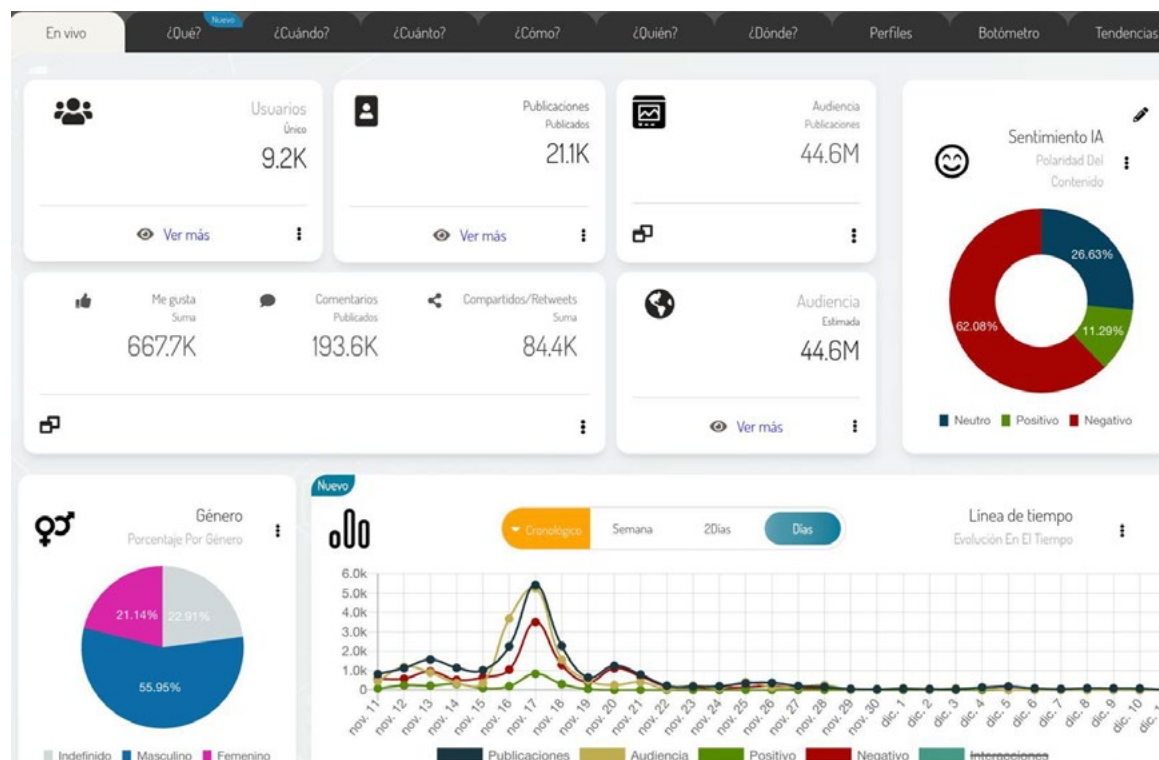 En vivo
¿Qué?
Nuevo
¿Cuándo?
¿Cuánto?
¿Cómo?
¿Quién?
¿Dónde?
Perfiles
Botómetro
Tendencias
Usuarios
Único
9.2K
Ver más
Publicaciones
Publicados
21.1K
Ver más
Audiencia
Publicaciones
44.6M
Sentimiento IA
Polaridad Del
Contenido
26.63%
62.08%
11.29%
Neutro
Positivo
Negativo
Me gusta
Suma
667.7K
Comentarios
Publicados
193.6K
Compartidos/Retweets
Suma
84.4K
Audiencia
Estimada
44.6M
Ver más
Género
Porcentaje Por Género
21.14%
22.91%
55.95%
Indefinido
Masculino
Femenino
Nuevo
Cronológico
Semana
2Días
Días
Línea de tiempo
Evolución En El Tiempo
6.0k
5.0k
4.0k
3.0k
2.0k
1.0k
0
nov. 11
nov. 12
nov. 13
nov. 14
nov. 15
nov. 16
nov. 17
nov. 18
nov. 19
nov. 20
nov. 21
nov. 22
nov. 23
nov. 24
nov. 25
nov. 26
nov. 27
nov. 28
nov. 29
nov. 30
dic. 1
dic. 2
dic. 3
dic. 4
dic. 5
dic. 6
dic. 7
dic. 8
dic. 9
dic. 10
dic.
Publicaciones
Audiencia
Positivo
Negativo
Interacciones